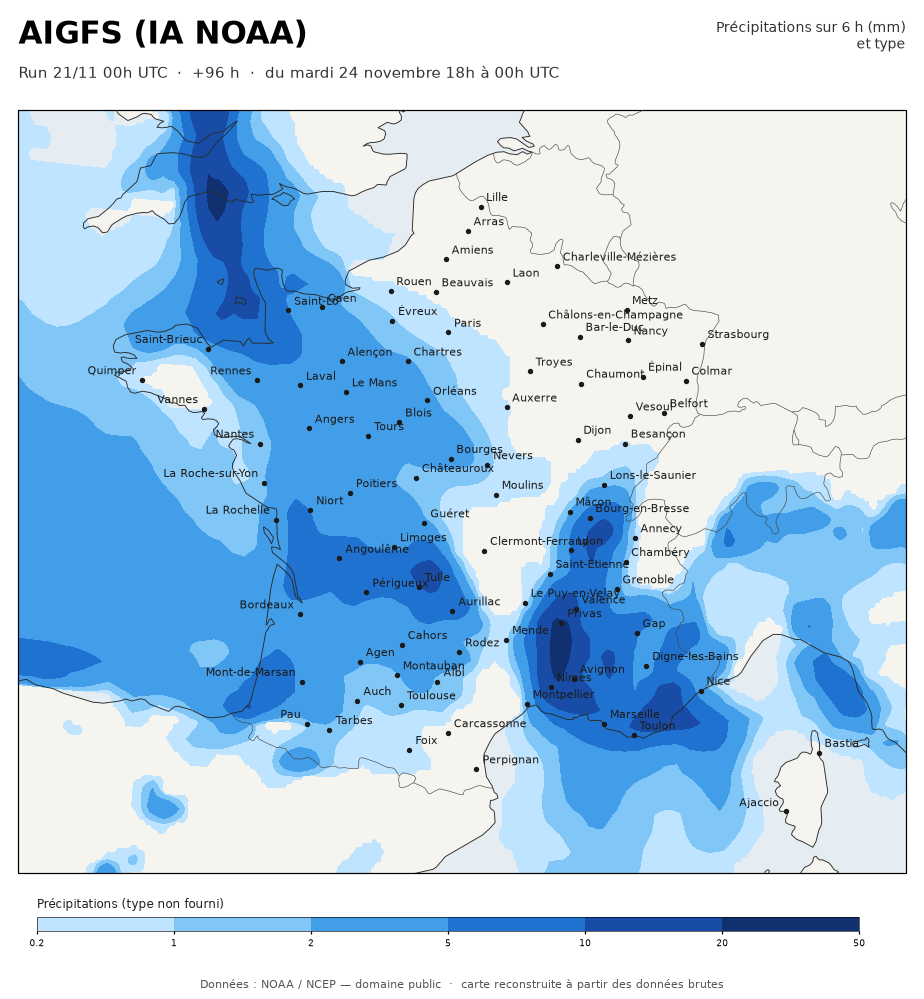 AIGFS (IA NOAA)
Précipitations sur 6 h (mm)
et type
Run 21/11 00h UTC · +96 h · du mardi 24 novembre 18h à 00h UTC
Lille
Arras
Amiens
Charleville-Mézières
Laon
Rouen
Beauvais
Saint-Lô
Caen
Metz
Évreux
Châlons-en-Champagne
Paris
Bar-le-Duc
Nancy
Strasbourg
Saint-Brieuc
Alençon
Chartres
Troyes
Épinal
Quimper
Rennes
Laval
Le Mans
Chaumont
Colmar
Vannes
Orléans
Auxerre
Blois
Vesoul
Belfort
Angers
Tours
Nantes
Dijon
Besançon
Bourges
Nevers
La Roche-sur-Yon
Châteauroux
Lons-le-Saunier
Poitiers
Moulins
Niort
Mâcon
La Rochelle
Guéret
Bourg-en-Bresse
Limoges
Clermont-Ferrand
Lyon
Annecy
Angoulême
Chambéry
Saint-Étienne
Périgueux
Tulle
Grenoble
Le Puy-en-Velay
Bordeaux
Aurillac
Valence
Privas
Mende
Gap
Cahors
Rodez
Agen
Digne-les-Bains
Mont-de-Marsan
Montauban
Albi
Nîmes
Avignon
Nice
Auch
Toulouse
Montpellier
Pau
Tarbes
Carcassonne
Marseille
Toulon
Foix
Bastia
Perpignan
Ajaccio
Précipitations (type non fourni)
0.2 1 2 5 10 20 50
Données : NOAA / NCEP — domaine public · carte reconstruite à partir des données brutes